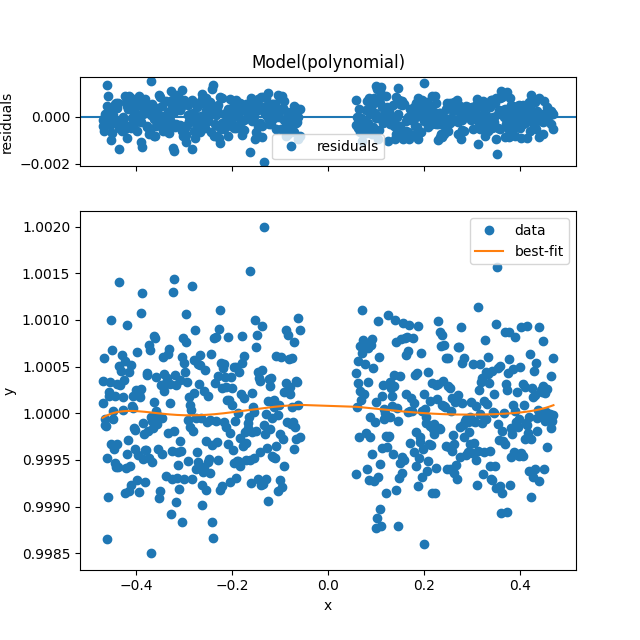 Model(polynomial)
residuals
0.000
−0.002
residuals
y
1.0020
1.0015
1.0010
1.0005
1.0000
0.9995
0.9990
0.9985
data
best-fit
−0.4 −0.2 0.0 0.2 0.4
x